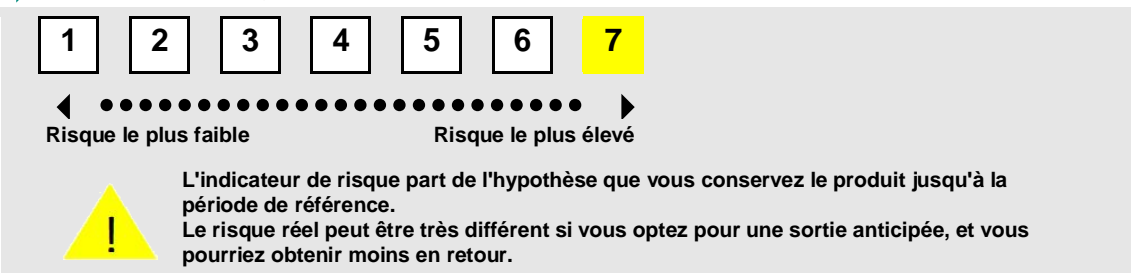 1 2 3 4 5 6 7
Risque le plus faible Risque le plus élevé
L'indicateur de risque part de l'hypothèse que vous conservez le produit jusqu'à la
période de référence.
Le risque réel peut être très différent si vous optez pour une sortie anticipée, et vous
pourriez obtenir moins en retour.
!